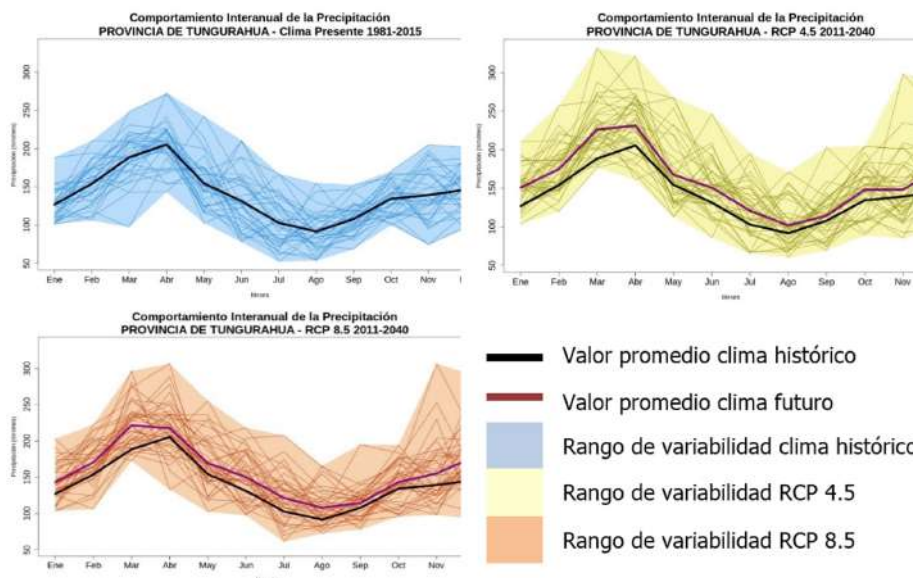 Comportamiento Interanual de la Precipitación
PROVINCIA DE TUNGURAHUA - Clima Presente 1981-2015
300
250
200
150
100
50
Ene Feb Mar Abr May Jun Jul Ago Sep Oct Nov
Comportamiento Interanual de la Precipitación
PROVINCIA DE TUNGURAHUA - RCP 4.5 2011-2040
300
250
200
150
100
50
Ene Feb Mar Abr May Jun Jul Ago Sep Oct Nov
Comportamiento Interanual de la Precipitación
PROVINCIA DE TUNGURAHUA - RCP 8.5 2011-2040
300
250
200
150
100
50
Ene Feb Mar Abr May Jun Jul Ago Sep Oct Nov
Valor promedio clima histórico
Valor promedio clima futuro
Rango de variabilidad clima histórico
Rango de variabilidad RCP 4.5
Rango de variabilidad RCP 8.5